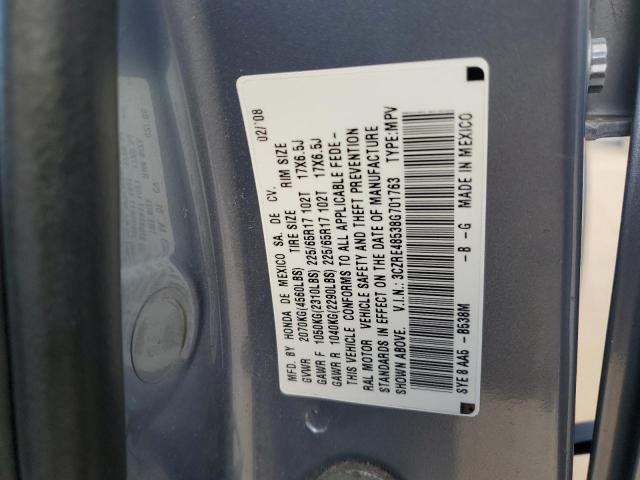 MFD. BY HONDA DE MEXICO SA. DE CV. 02/'08
GVWR 2070KG(4560LBS) TIRE SIZE RIM SIZE
GAWR F 1050KG(2310LBS) 225/65R17 102T 17X6.5J
GAWR R 1040KG(2290LBS) 225/65R17 102T 17X6.5J
THIS VEHICLE CONFORMS TO ALL APPLICABLE FEDE-
RAL MOTOR VEHICLE SAFETY AND THEFT PREVENTION
STANDARDS IN EFFECT ON THE DATE OF MANUFACTURE
SHOWN ABOVE. V.I.N.: 3CZRE48538G701763 TYPE:MPV
SYE 8 AA5 -B538M -B -G MADE IN MEXICO